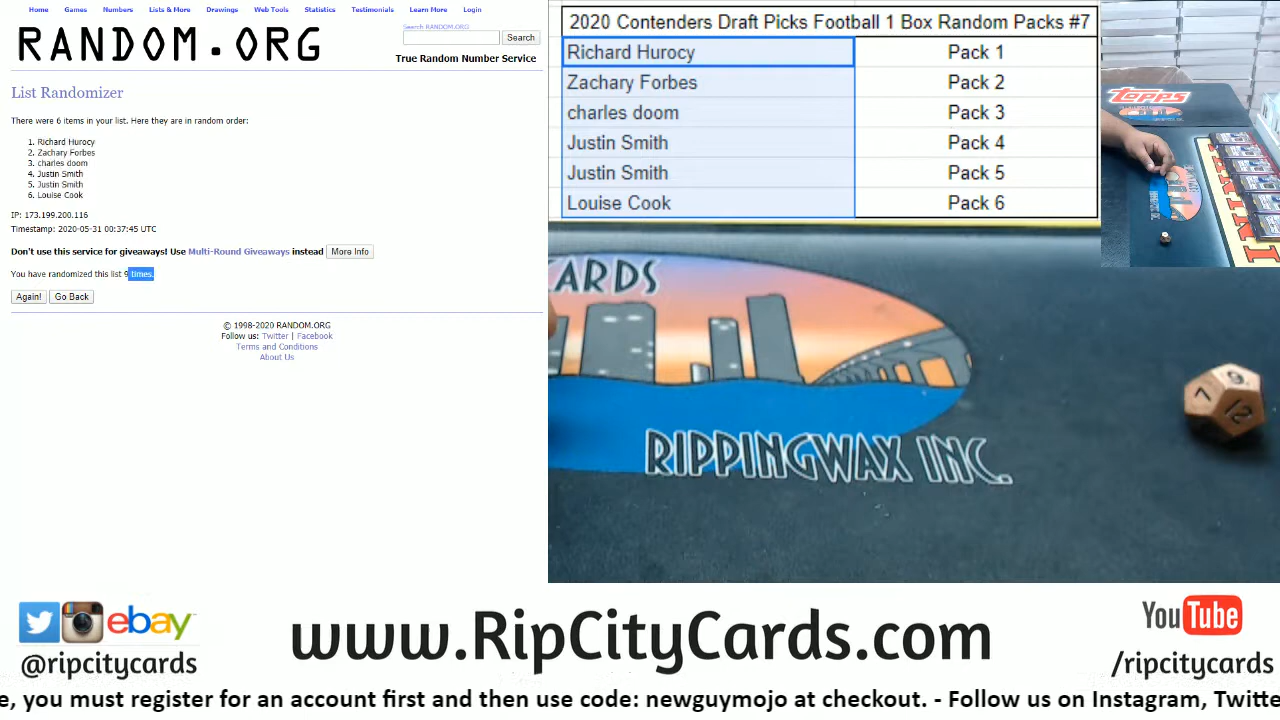 Home Games Numbers Lists & More Drawings Web Tools Statistics Testimonials Learn More Login
RANDOM.ORG
Search RANDOM.ORG
Search
True Random Number Service
List Randomizer
There were 6 items in your list. Here they are in random order:
1. Richard Hurocy
2. Zachary Forbes
3. charles doom
4. Justin Smith
5. Justin Smith
6. Louise Cook
IP: 173.199.200.116
Timestamp: 2020-05-31 00:37:45 UTC
Don't use this service for giveaways! Use Multi-Round Giveaways instead More Info
You have randomized this list 9 times.
Again! Go Back
© 1998-2020 RANDOM.ORG
Follow us: Twitter | Facebook
Terms and Conditions
About Us
2020 Contenders Draft Picks Football 1 Box Random Packs #7
Richard Hurocy Pack 1
Zachary Forbes Pack 2
charles doom Pack 3
Justin Smith Pack 4
Justin Smith Pack 5
Louise Cook Pack 6
TOPPS
CARDS
RIPPINGWAX INC.
9
7
12
ebay
@ripcitycards
www.RipCityCards.com
YouTube
/ripcitycards
e, you must register for an account first and then use code: newguymojo at checkout. - Follow us on Instagram, Twitte